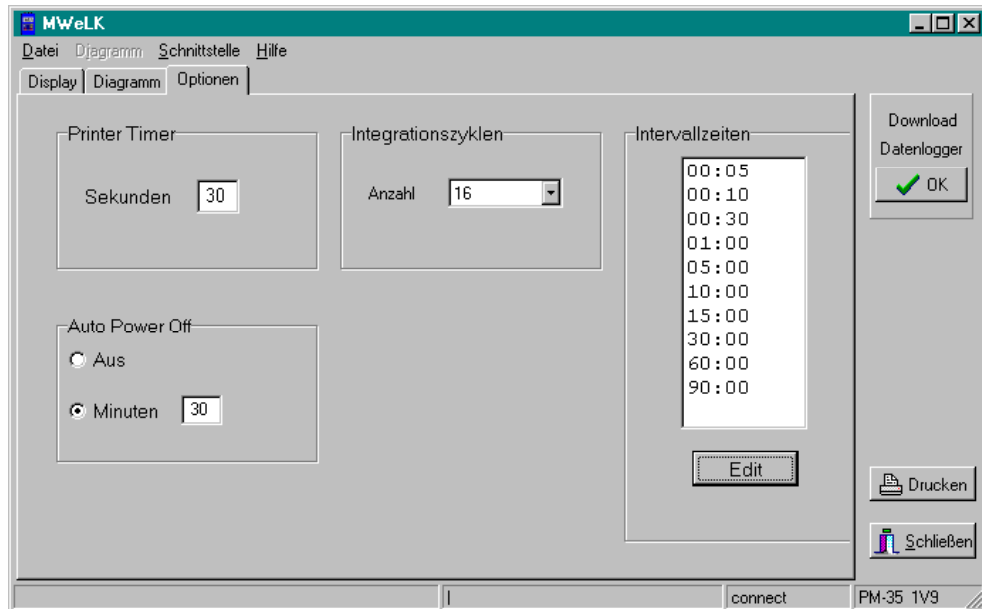 MWeLK
Datei Diagramm Schnittstelle Hilfe
Display Diagramm Optionen
Printer Timer
Sekunden 30
Integrationszyklen
Anzahl 16
Intervallzeiten
00:05
00:10
00:30
01:00
05:00
10:00
15:00
30:00
60:00
90:00
Edit
Auto Power Off
Aus
Minuten 30
Download
Datenlogger
OK
Drucken
Schließen
connect PM-35 1V9